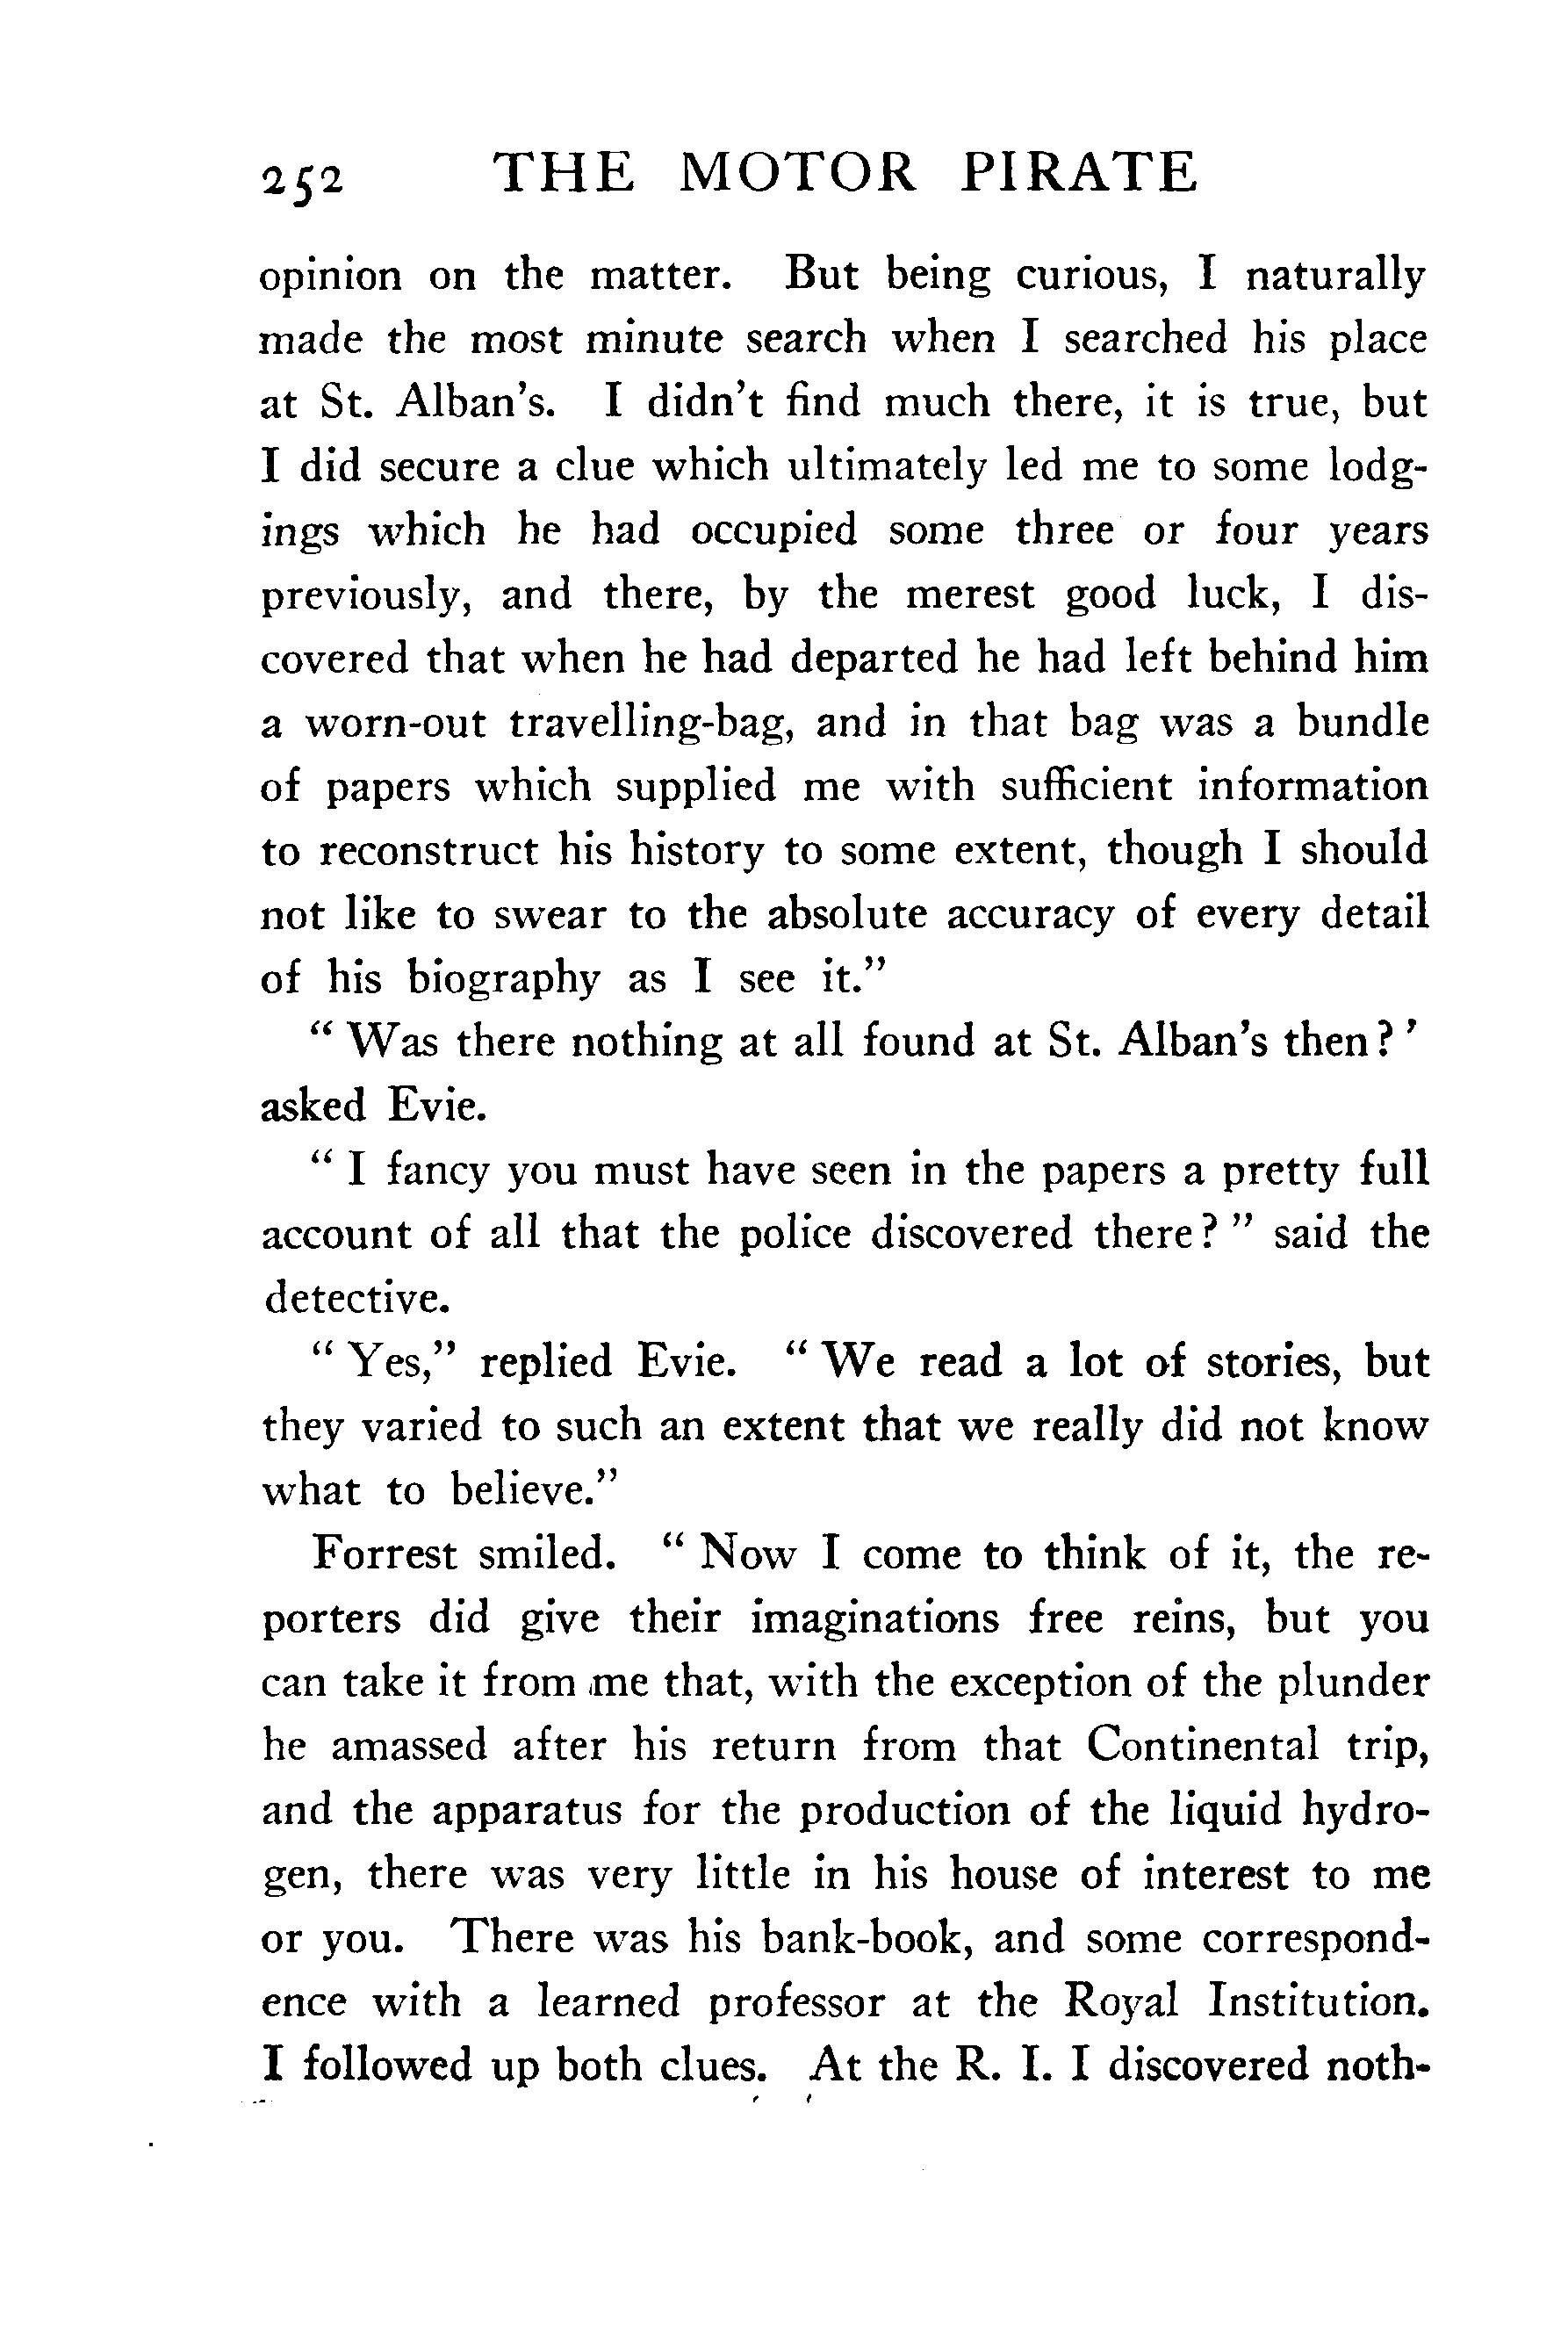 252 THE MOTOR PIRATE
opinion on the matter. But being curious, I naturally
made the most minute search when I searched his place
at St. Alban's. I didn't find much there, it is true, but
I did secure a clue which ultimately led me to some lodg-
ings which he had occupied some three or four years
previously, and there, by the merest good luck, I dis-
covered that when he had departed he had left behind him
a worn-out travelling-bag, and in that bag was a bundle
of papers which supplied me with sufficient information
to reconstruct his history to some extent, though I should
not like to swear to the absolute accuracy of every detail
of his biography as I see it."
" Was there nothing at all found at St. Alban's then ? '
asked Evie.
" I fancy you must have seen in the papers a pretty full
account of all that the police discovered there ? " said the
detective.
" Yes," replied Evie. " We read a lot of stories, but
they varied to such an extent that we really did not know
what to believe."
Forrest smiled. " Now I come to think of it, the re-
porters did give their imaginations free reins, but you
can take it from me that, with the exception of the plunder
he amassed after his return from that Continental trip,
and the apparatus for the production of the liquid hydro-
gen, there was very little in his house of interest to me
or you. There was his bank-book, and some correspond-
ence with a learned professor at the Royal Institution.
I followed up both clues. At the R. I. I discovered noth-